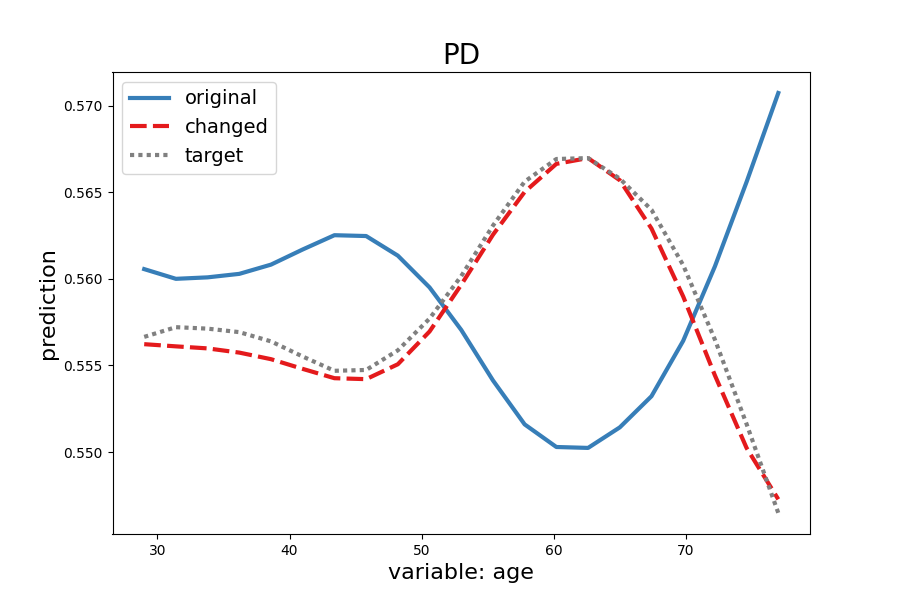 PD
original
changed
target
0.570
0.565
0.560
0.555
0.550
prediction
30 40 50 60 70
variable: age